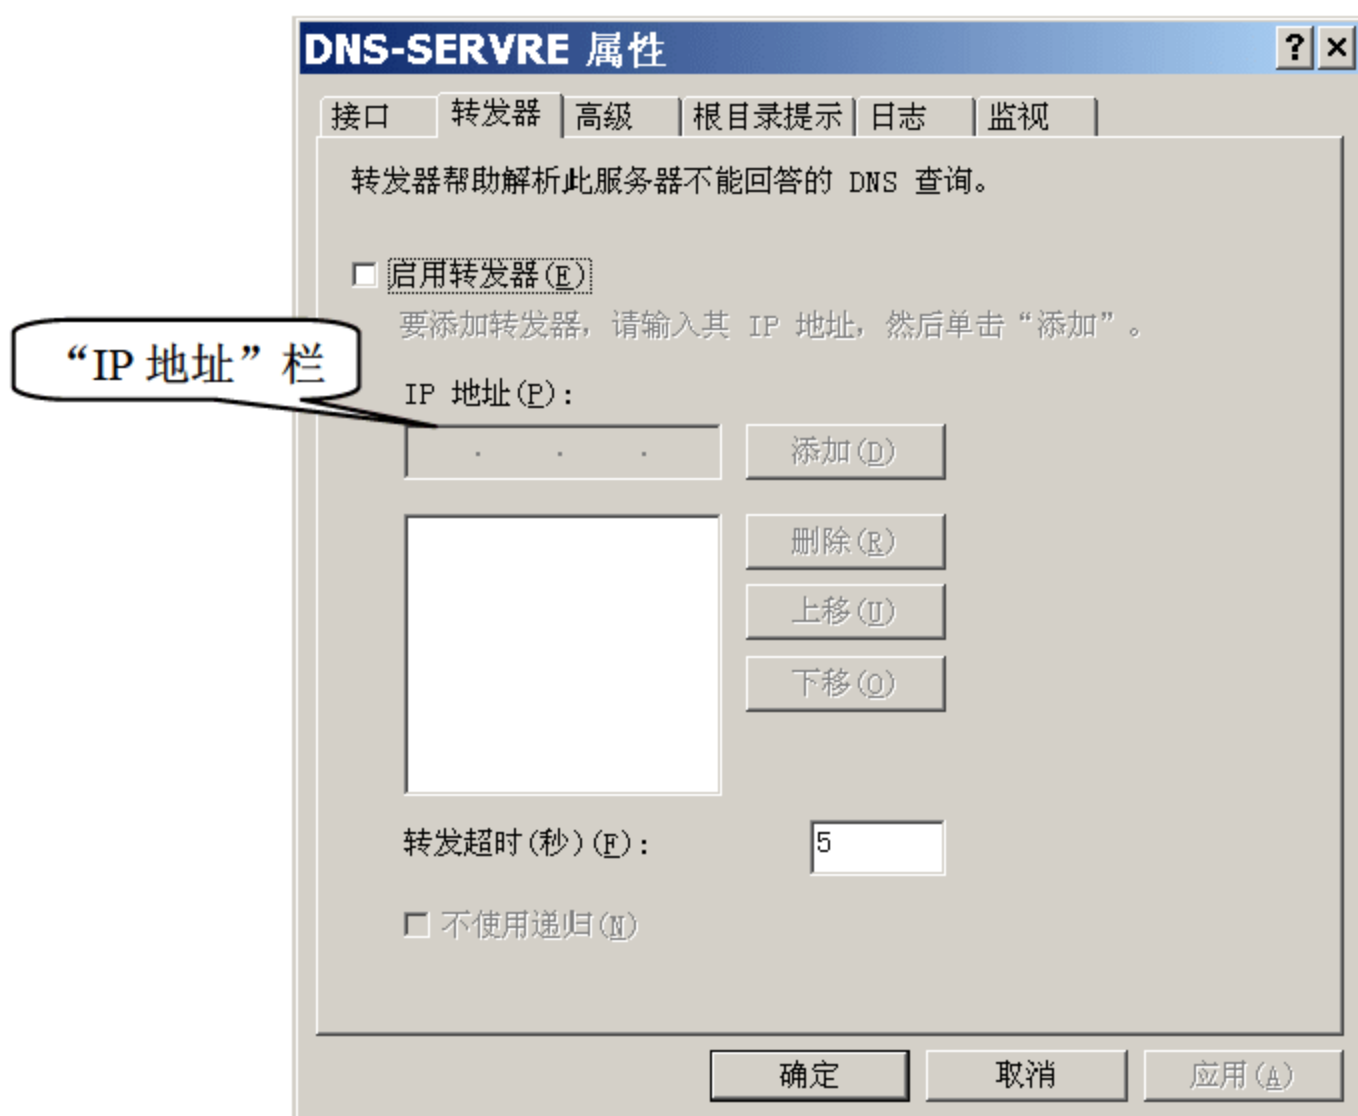 DNS-SERVRE 属性
接口 转发器 高级 根目录提示 日志 监视
转发器帮助解析此服务器不能回答的 DNS 查询。
启用转发器(E)
要添加转发器，请输入其 IP 地址，然后单击“添加”。
“IP 地址”栏
IP 地址(P):
添加(D)
删除(R)
上移(U)
下移(O)
转发超时(秒)(F): 5
不使用递归(N)
确定 取消 应用(A)